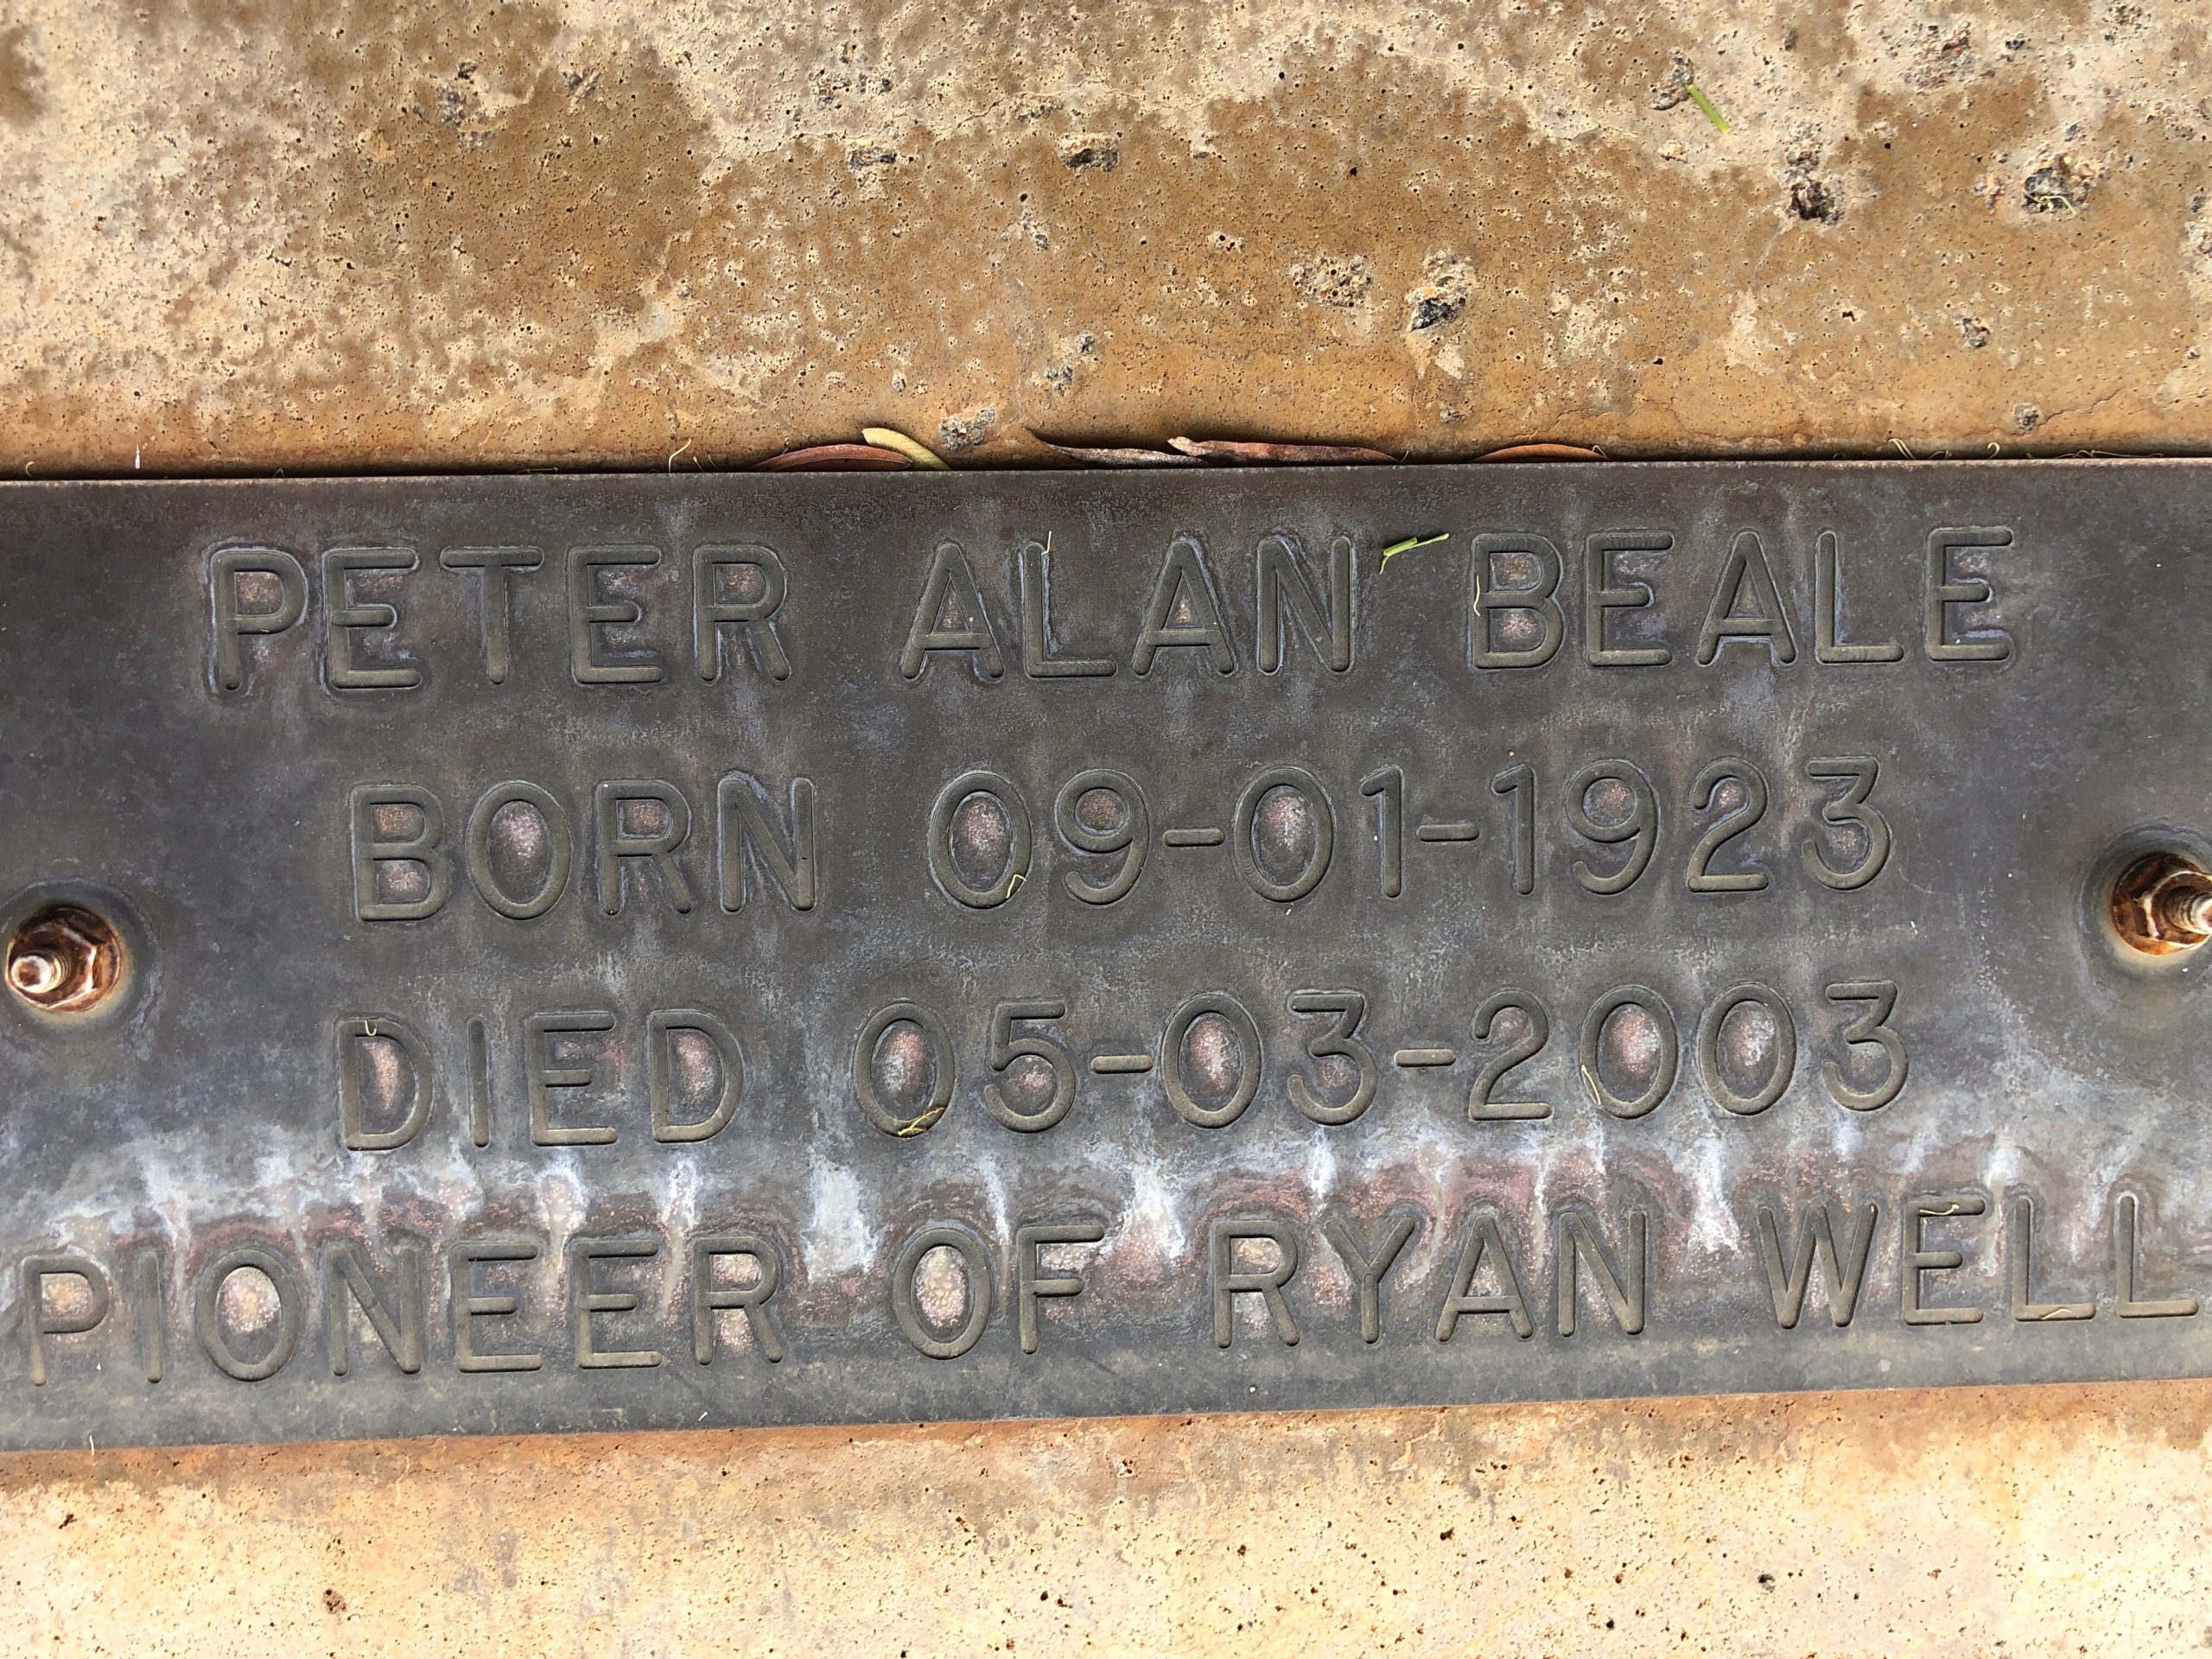 PETER ALAN BEALE
BORN 09-01-1923
DIED 05-03-2003
PIONEER OF RYAN WELL